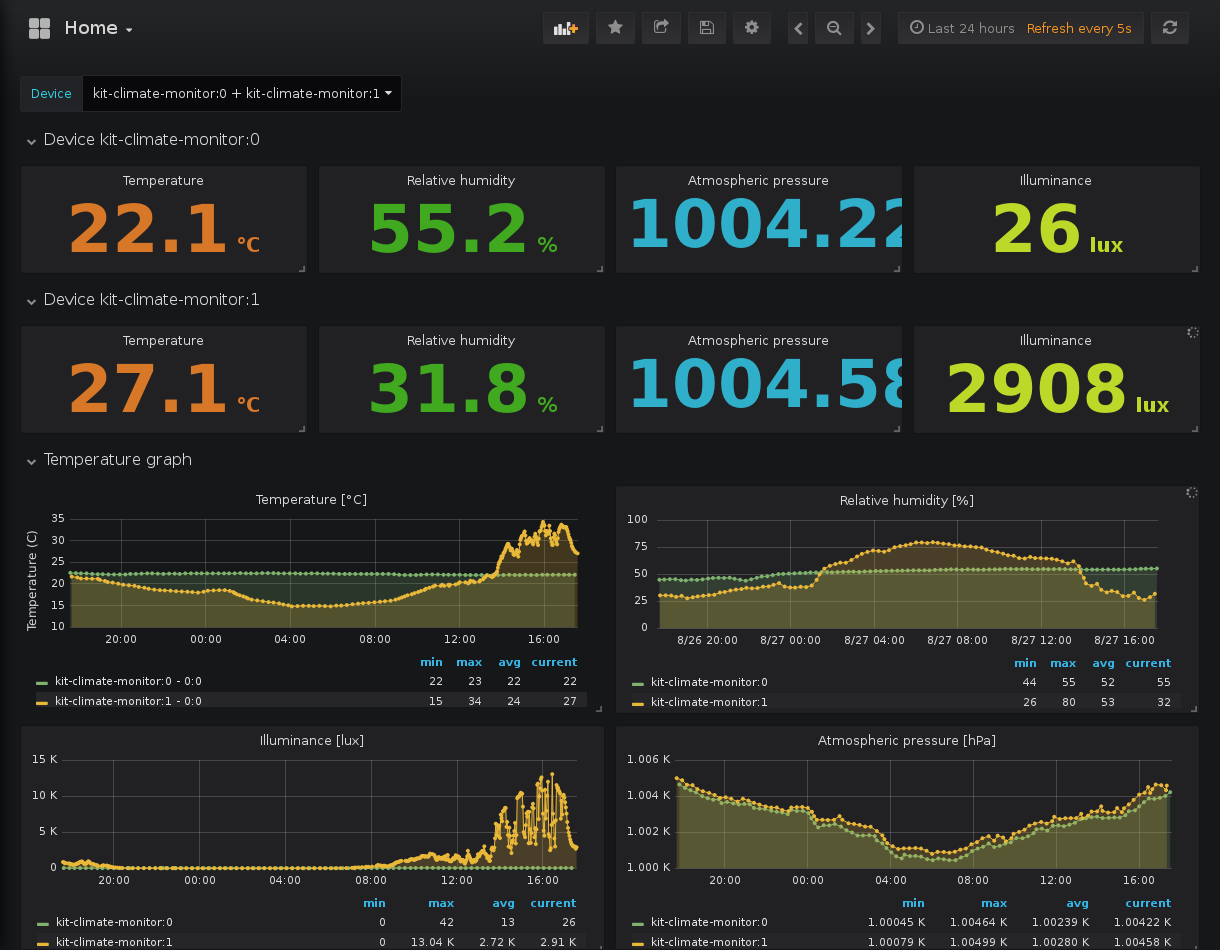 Home
Last 24 hours Refresh every 5s
Device kit-climate-monitor:0 + kit-climate-monitor:1
Device kit-climate-monitor:0
Temperature Relative humidity Atmospheric pressure Illuminance
22.1 °C 55.2 % 1004.22 26 lux
Device kit-climate-monitor:1
Temperature Relative humidity Atmospheric pressure Illuminance
27.1 °C 31.8 % 1004.58 2908 lux
Temperature graph
Temperature [°C]
Temperature (C)
35
30
25
20
15
10
20:00 00:00 04:00 08:00 12:00 16:00
min max avg current
kit-climate-monitor:0 - 0:0 22 23 22 22
kit-climate-monitor:1 - 0:0 15 34 24 27
Relative humidity [%]
100
75
50
25
0
8/26 20:00 8/27 00:00 8/27 04:00 8/27 08:00 8/27 12:00 8/27 16:00
min max avg current
kit-climate-monitor:0 44 55 52 55
kit-climate-monitor:1 26 80 53 32
Illuminance [lux]
15 K
10 K
5 K
0
20:00 00:00 04:00 08:00 12:00 16:00
min max avg current
kit-climate-monitor:0 0 42 13 26
kit-climate-monitor:1 0 13.04 K 2.72 K 2.91 K
Atmospheric pressure [hPa]
1.006 K
1.004 K
1.002 K
1.000 K
20:00 00:00 04:00 08:00 12:00 16:00
min max avg current
kit-climate-monitor:0 1.00045 K 1.00464 K 1.00239 K 1.00422 K
kit-climate-monitor:1 1.00079 K 1.00499 K 1.00280 K 1.00458 K